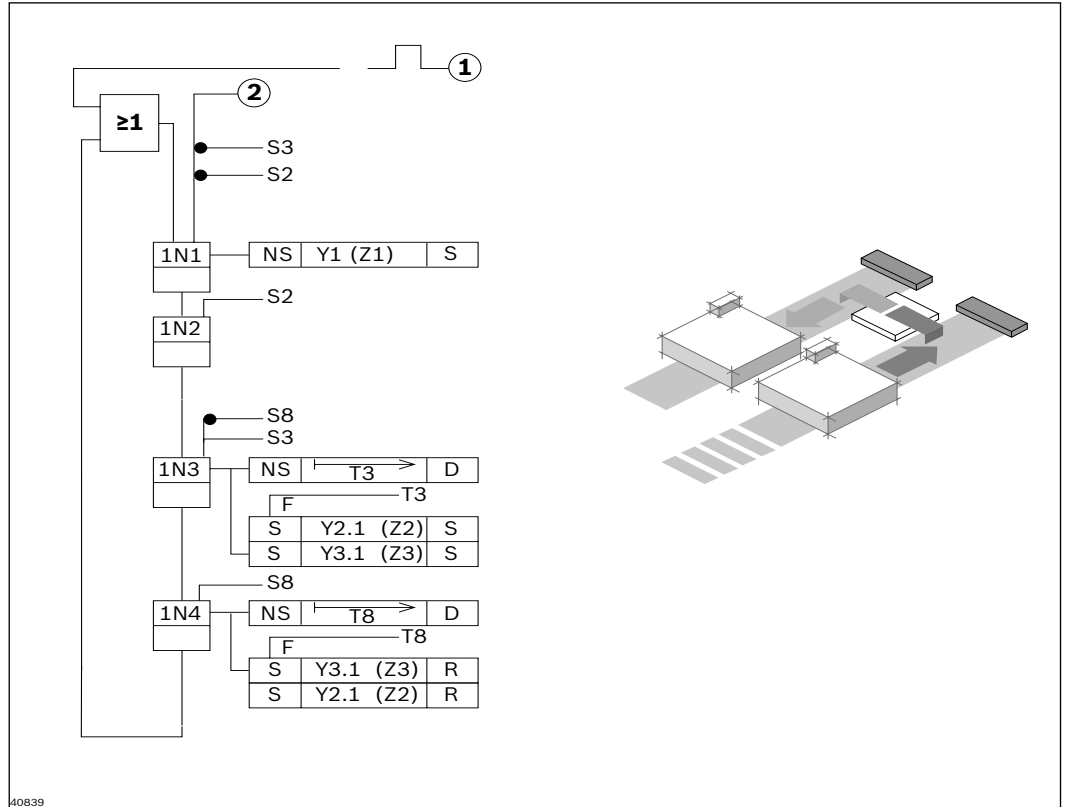 1
2
≥1
S3
S2
1N1 NS Y1 (Z1) S
S2
1N2
S8
S3
1N3 NS T3 D
T3
F
S Y2.1 (Z2) S
S Y3.1 (Z3) S
S8
1N4 NS T8 D
T8
F
S Y3.1 (Z3) R
S Y2.1 (Z2) R
40839